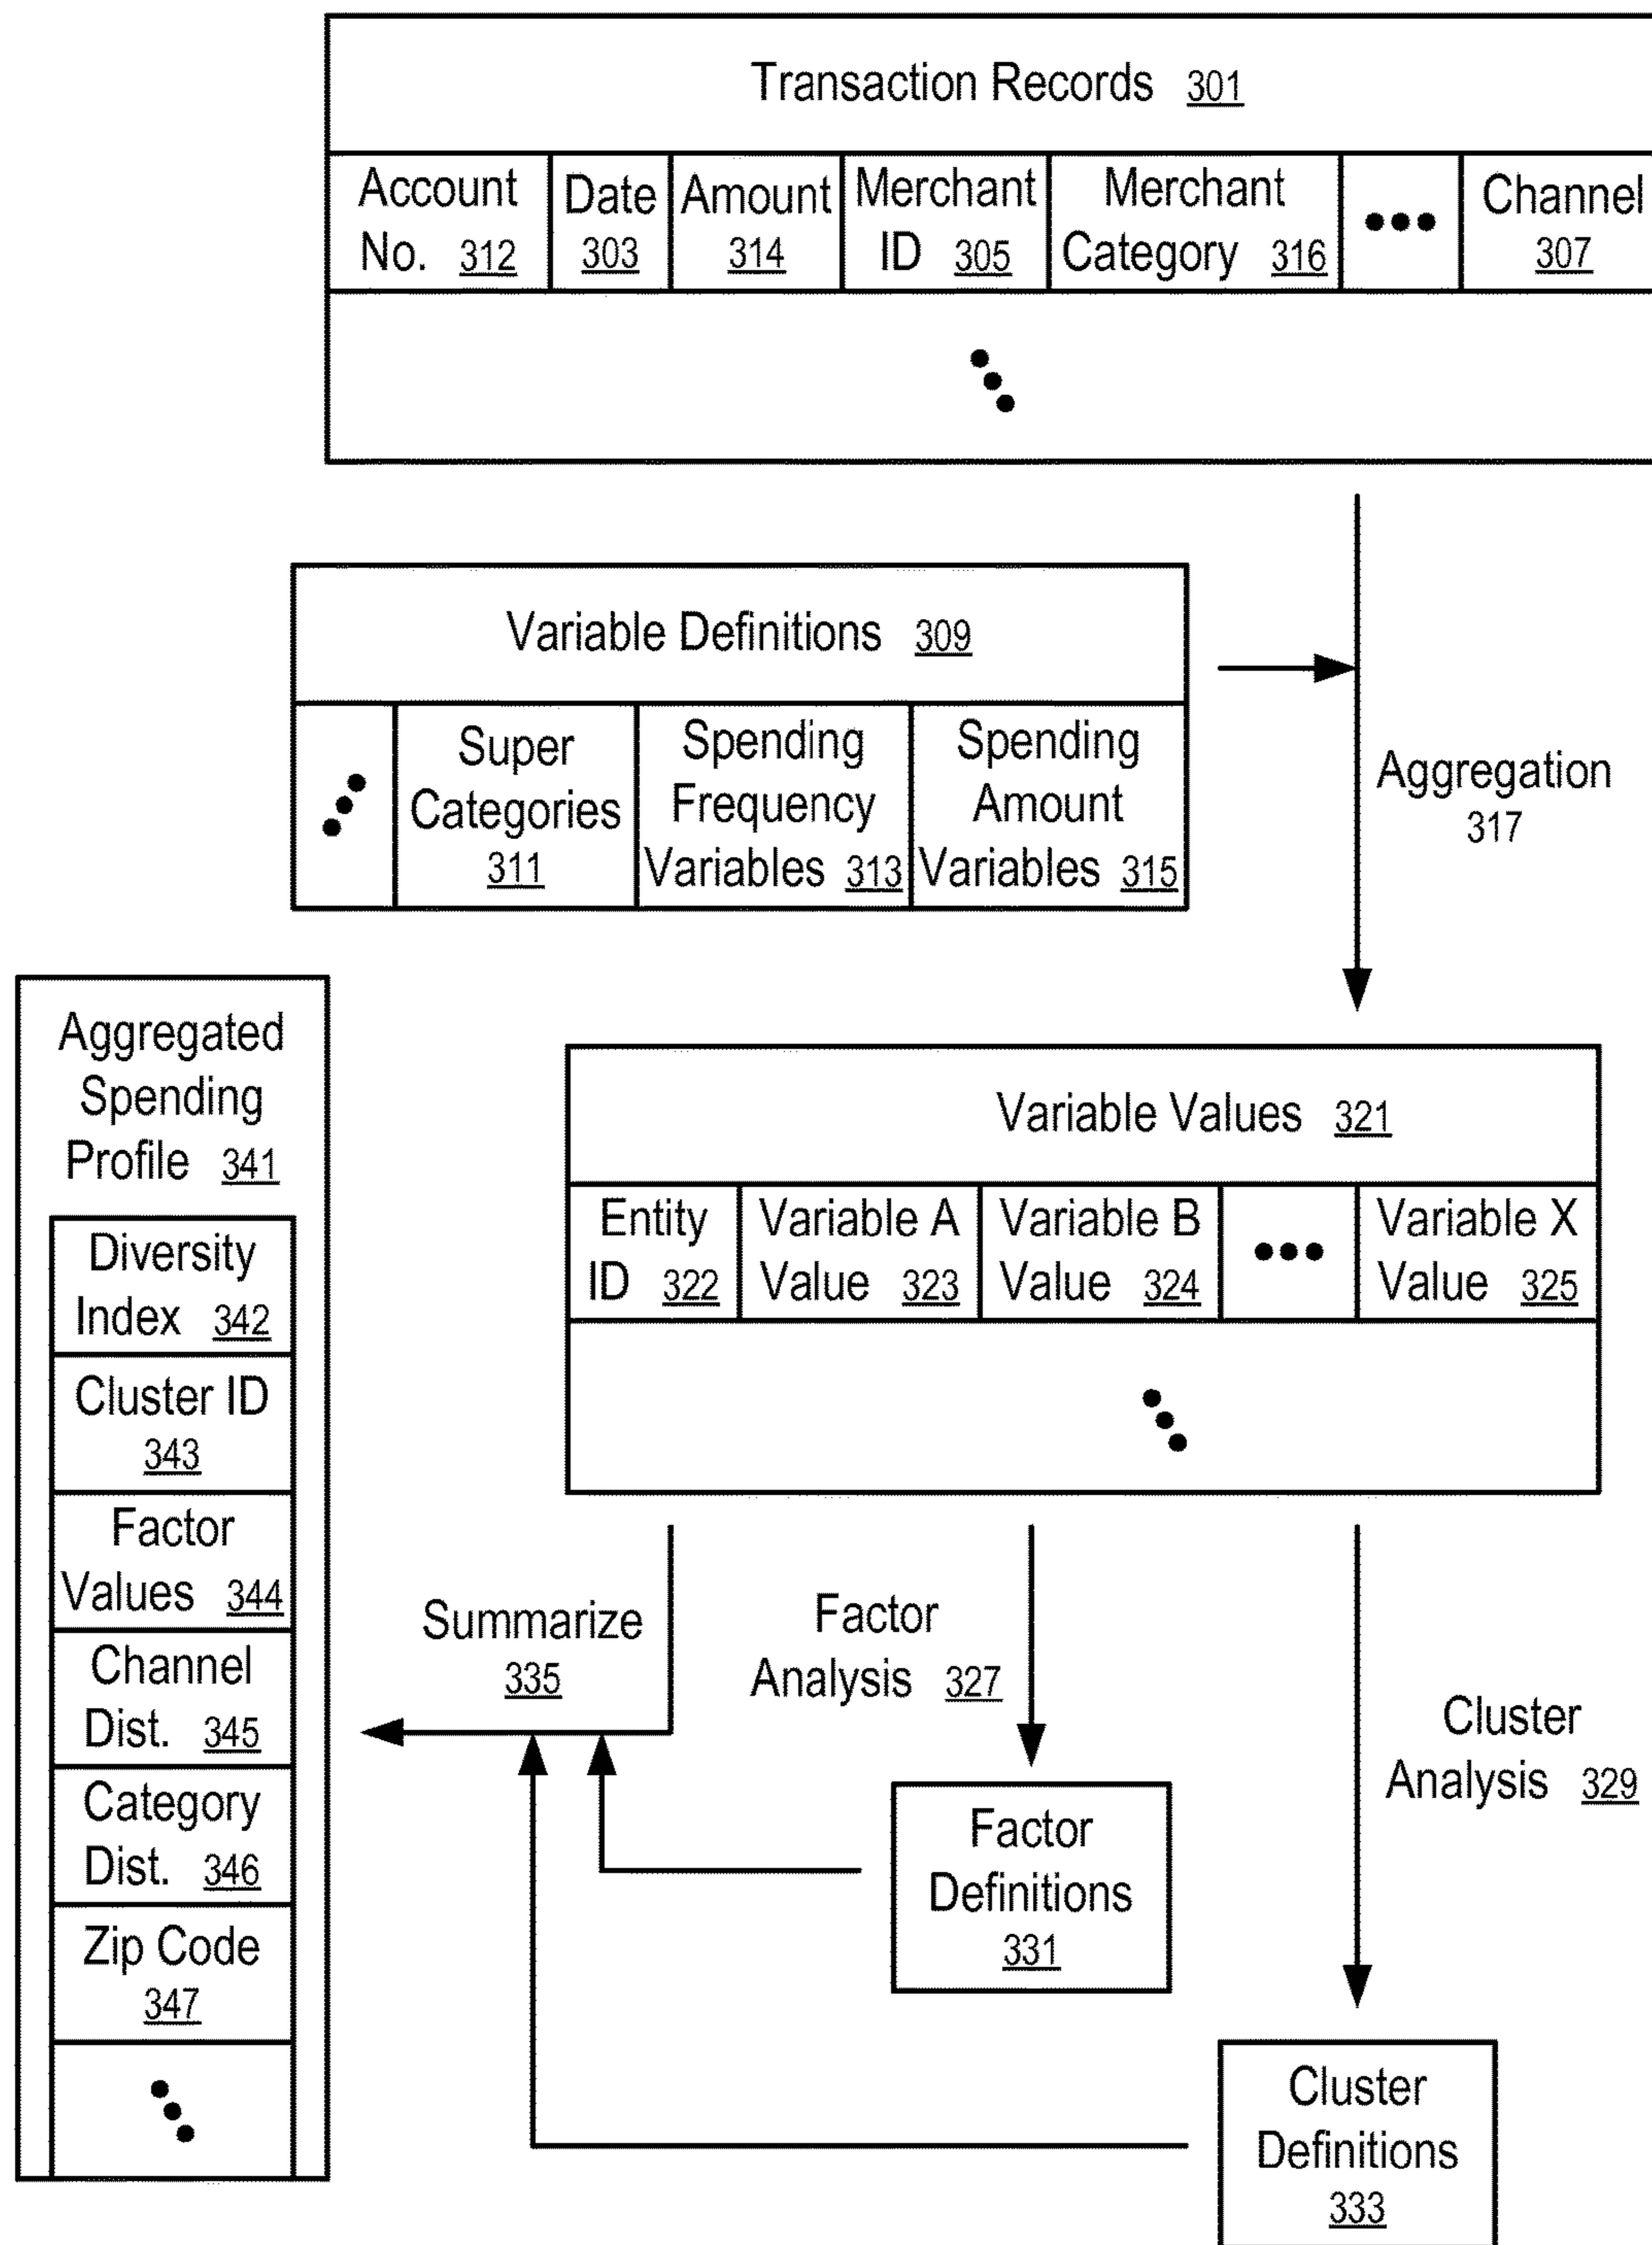 Transaction Records 301
Account
No. 312
Date
303
Amount
314
Merchant
ID 305
Merchant
Category 316
•••
Channel
307
Variable Definitions 309
Super
Categories
311
Spending
Frequency
Variables 313
Spending
Amount
Variables 315
Aggregation
317
Aggregated
Spending
Profile 341
Diversity
Index 342
Cluster ID
343
Factor
Values 344
Channel
Dist. 345
Category
Dist. 346
Zip Code
347
Variable Values 321
Entity
ID 322
Variable A
Value 323
Variable B
Value 324
•••
Variable X
Value 325
Summarize
335
Factor
Analysis 327
Cluster
Analysis 329
Factor
Definitions
331
Cluster
Definitions
333